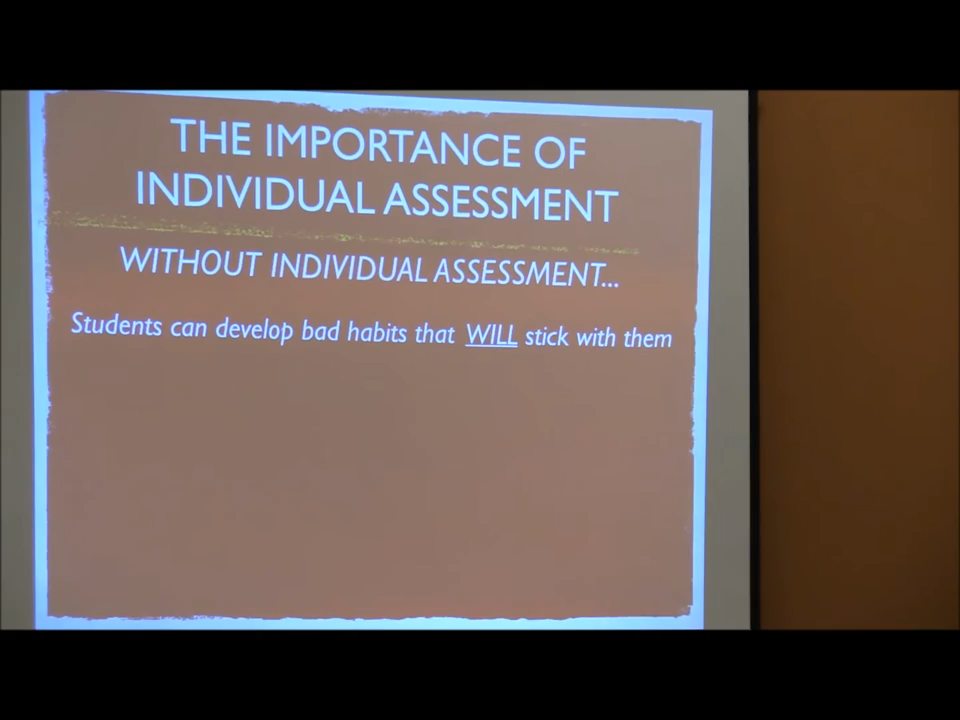 THE IMPORTANCE OF
INDIVIDUAL ASSESSMENT
WITHOUT INDIVIDUAL ASSESSMENT...
Students can develop bad habits that WILL stick with them